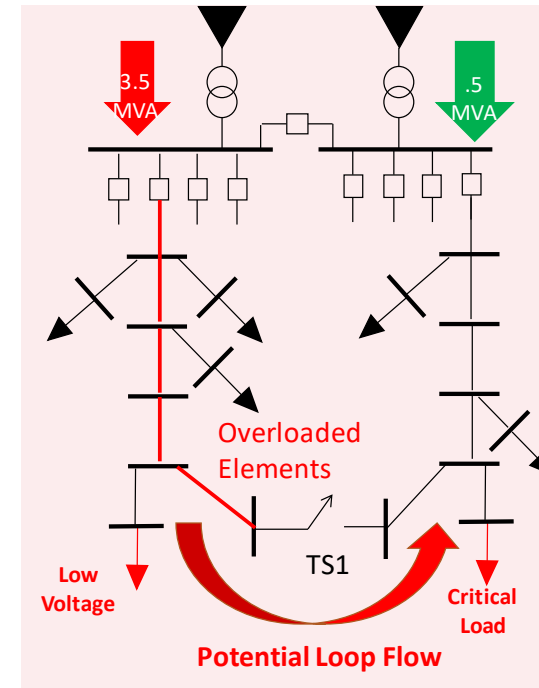 3.5
MVA
.5
MVA
Overloaded
Elements
TS1
Low
Voltage
Critical
Load
Potential Loop Flow